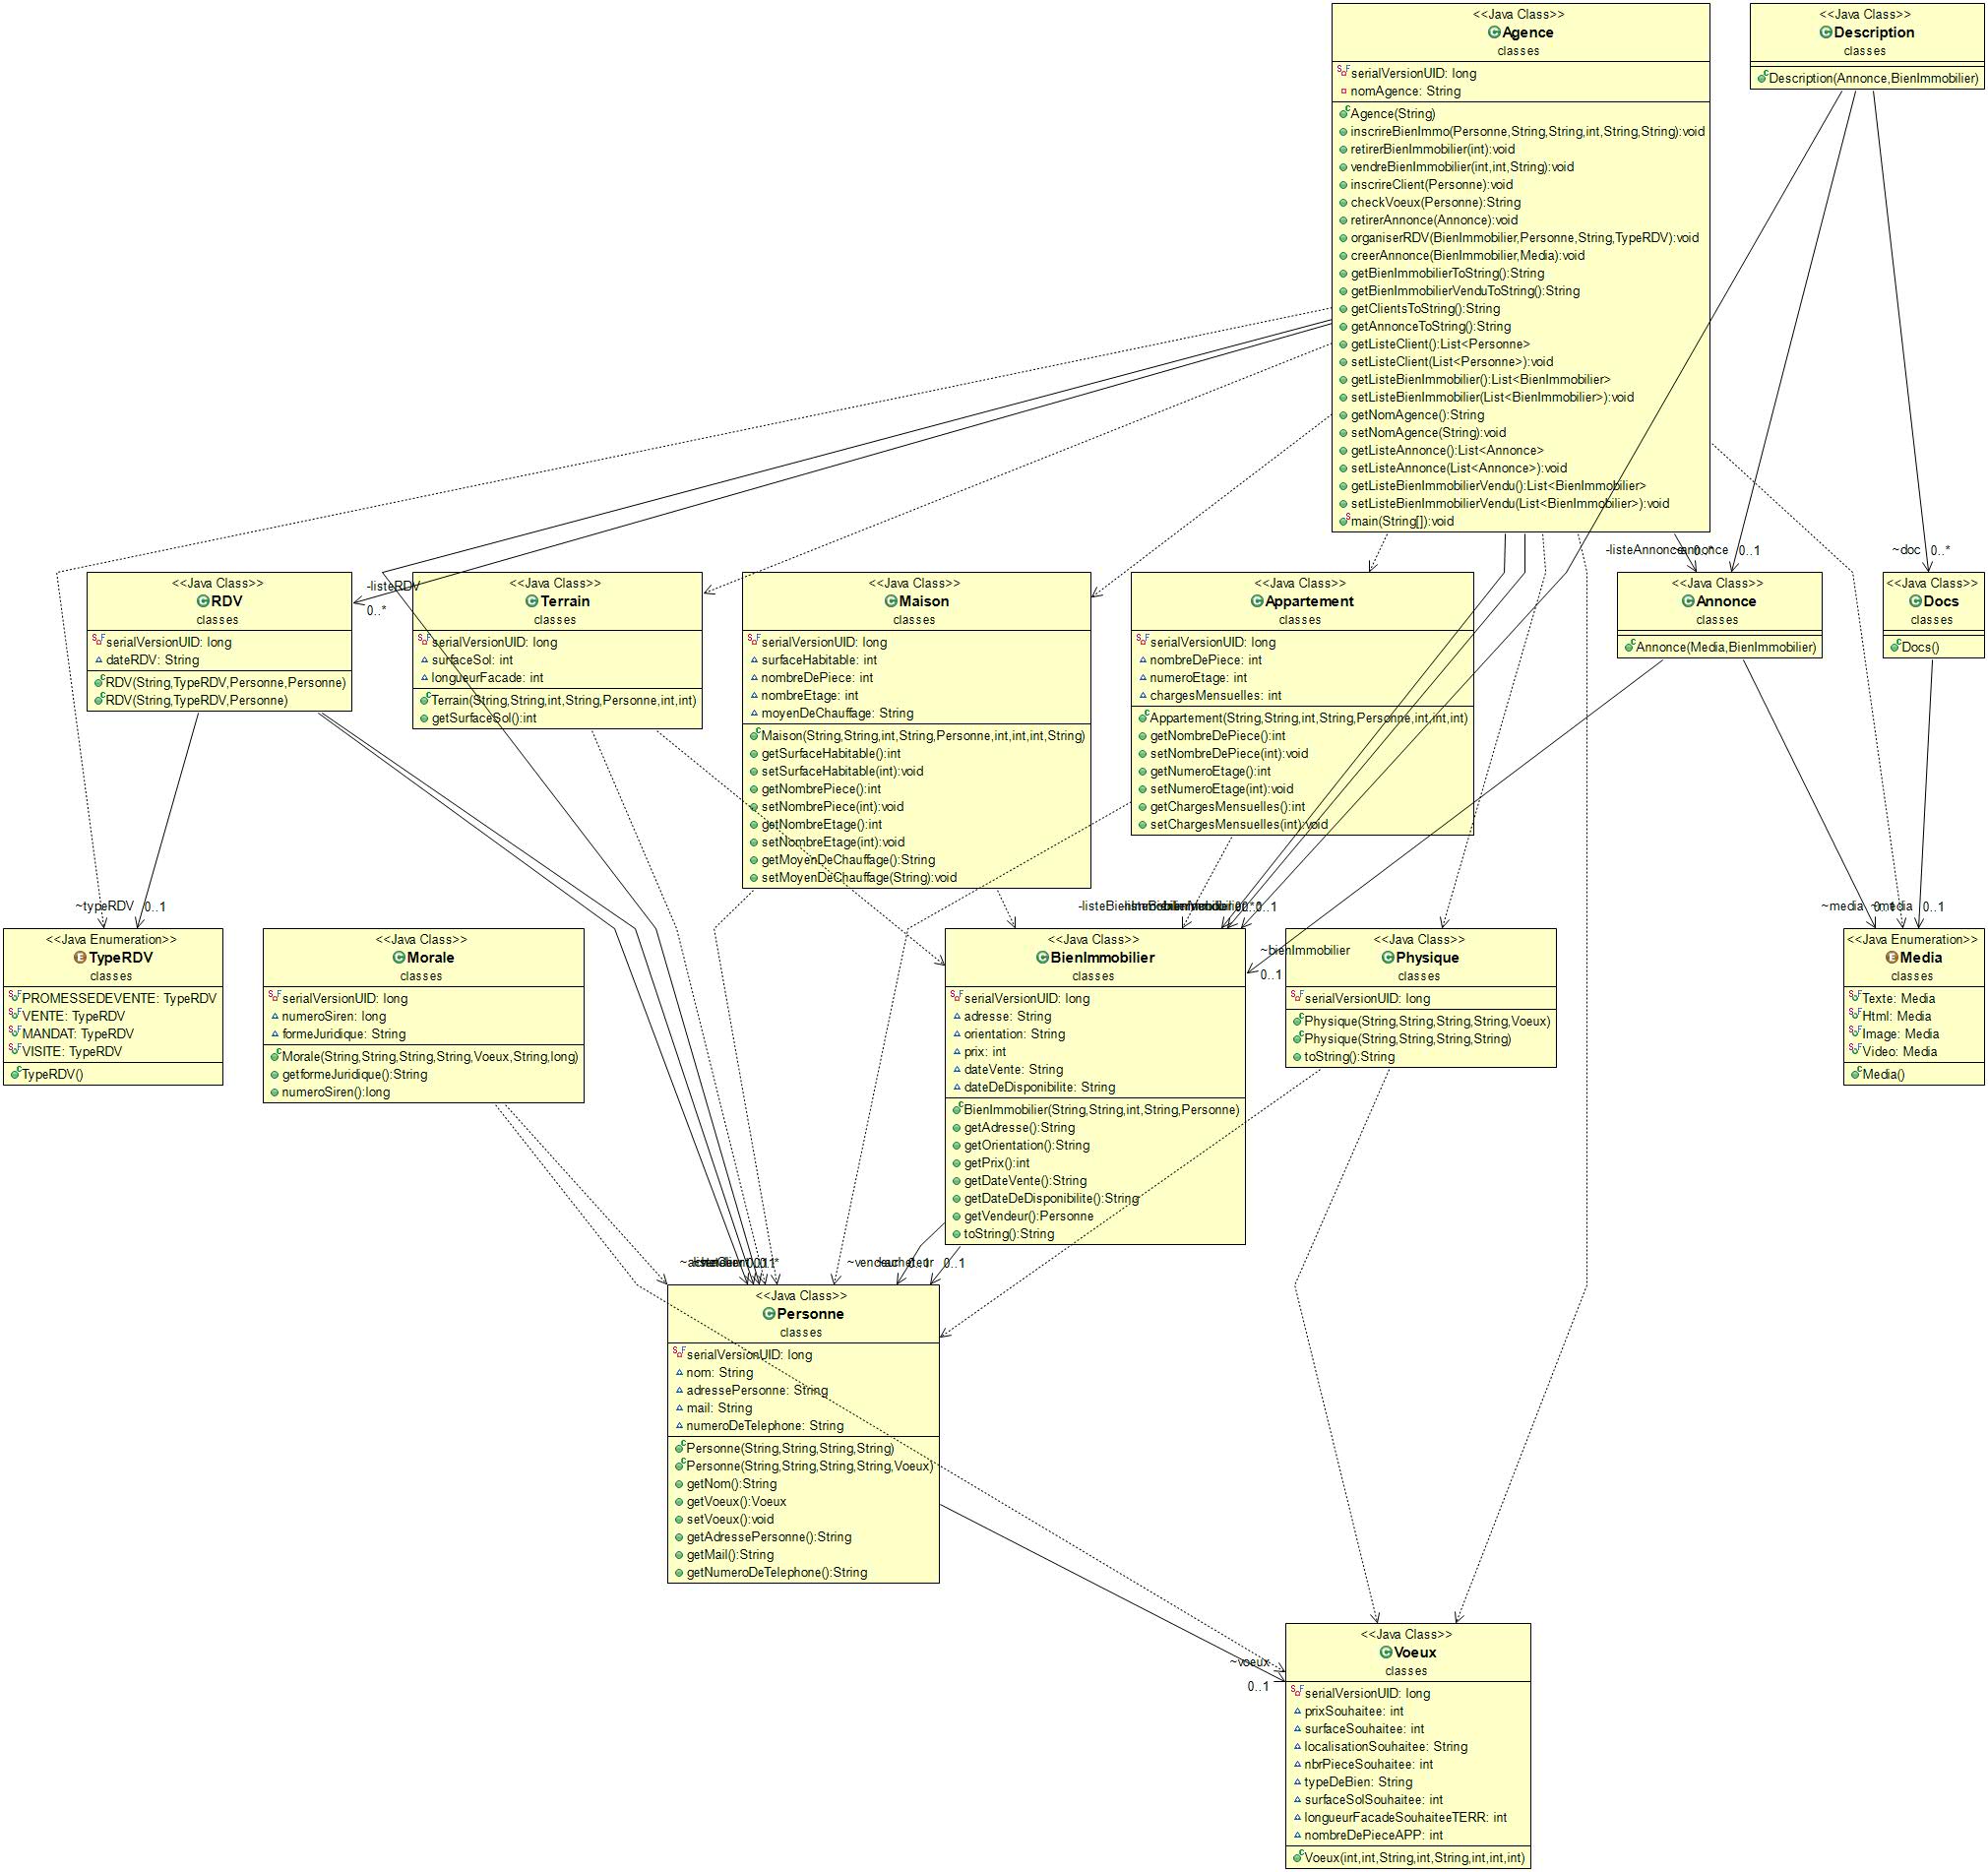 <<Java Class>>
Agence
classes
serialVersionUID: long
nomAgence: String
Agence(String)
inscrireBienImmo(Personne,String,String,int,String,String):void
retirerBienImmobilier(int):void
vendreBienImmobilier(int,int,String):void
inscrireClient(Personne):void
checkVoeux(Personne):String
retirerAnnonce(Annonce):void
organiserRDV(BienImmobilier,Personne,String,TypeRDV):void
creerAnnonce(BienImmobilier,Media):void
getBienImmobilierToString():String
getBienImmobilierVenduToString():String
getClientsToString():String
getAnnonceToString():String
getListeClient():List<Personne>
setListeClient(List<Personne>):void
getListeBienImmobilier():List<BienImmobilier>
setListeBienImmobilier(List<BienImmobilier>):void
getNomAgence():String
setNomAgence(String):void
getListeAnnonce():List<Annonce>
setListeAnnonce(List<Annonce>):void
getListeBienImmobilierVendu():List<BienImmobilier>
setListeBienImmobilierVendu(List<BienImmobilier>):void
main(String[]):void
<<Java Class>>
Description
classes
Description(Annonce,BienImmobilier)
-listeAnnonce
0..*
0..1
~doc
0..*
-listeRDV
0..*
<<Java Class>>
RDV
classes
serialVersionUID: long
dateRDV: String
RDV(String,TypeRDV,Personne,Personne)
RDV(String,TypeRDV,Personne)
<<Java Class>>
Terrain
classes
serialVersionUID: long
surfaceSol: int
longueurFacade: int
Terrain(String,String,int,String,Personne,int,int)
getSurfaceSol():int
<<Java Class>>
Maison
classes
serialVersionUID: long
surfaceHabitable: int
nombreDePiece: int
nombreEtage: int
moyenDeChauffage: String
Maison(String,String,int,String,Personne,int,int,int,String)
getSurfaceHabitable():int
setSurfaceHabitable(int):void
getNombrePiece():int
setNombrePiece(int):void
getNombreEtage():int
setNombreEtage(int):void
getMoyenDeChauffage():String
setMoyenDeChauffage(String):void
<<Java Class>>
Appartement
classes
serialVersionUID: long
nombreDePiece: int
numeroEtage: int
chargesMensuelles: int
Appartement(String,String,int,String,Personne,int,int,int)
getNombreDePiece():int
setNombreDePiece(int):void
getNumeroEtage():int
setNumeroEtage(int):void
getChargesMensuelles():int
setChargesMensuelles(int):void
<<Java Class>>
Annonce
classes
Annonce(Media,BienImmobilier)
<<Java Class>>
Docs
classes
Docs()
~typeRDV
0..1
~bienImmobilier
0..1
~media
0..1
<<Java Enumeration>>
TypeRDV
classes
PROMESSEDEVENTE: TypeRDV
VENTE: TypeRDV
MANDAT: TypeRDV
VISITE: TypeRDV
TypeRDV()
<<Java Class>>
Morale
classes
serialVersionUID: long
numeroSiren: long
formeJuridique: String
Morale(String,String,String,String,Voeux,String,long)
getformeJuridique():String
numeroSiren():long
<<Java Class>>
BienImmobilier
classes
serialVersionUID: long
adresse: String
orientation: String
prix: int
dateVente: String
dateDeDisponibilite: String
BienImmobilier(String,String,int,String,Personne)
getAdresse():String
getOrientation():String
getPrix():int
getDateVente():String
getDateDeDisponibilite():String
getVendeur():Personne
toString():String
<<Java Class>>
Physique
classes
serialVersionUID: long
Physique(String,String,String,String,Voeux)
Physique(String,String,String,String)
toString():String
<<Java Enumeration>>
Media
classes
Texte: Media
Html: Media
Image: Media
Video: Media
Media()
~vendeur
0..1
<<Java Class>>
Personne
classes
serialVersionUID: long
nom: String
adressePersonne: String
mail: String
numeroDeTelephone: String
Personne(String,String,String,String)
Personne(String,String,String,String,Voeux)
getNom():String
getVoeux():Voeux
setVoeux():void
getAdressePersonne():String
getMail():String
getNumeroDeTelephone():String
~voeux
0..1
<<Java Class>>
Voeux
classes
serialVersionUID: long
prixSouhaitee: int
surfaceSouhaitee: int
localisationSouhaitee: String
nbrPieceSouhaitee: int
typeDeBien: String
surfaceSolSouhaitee: int
longueurFacadeSouhaiteeTERR: int
nombreDePieceAPP: int
Voeux(int,int,String,int,String,int,int,int)